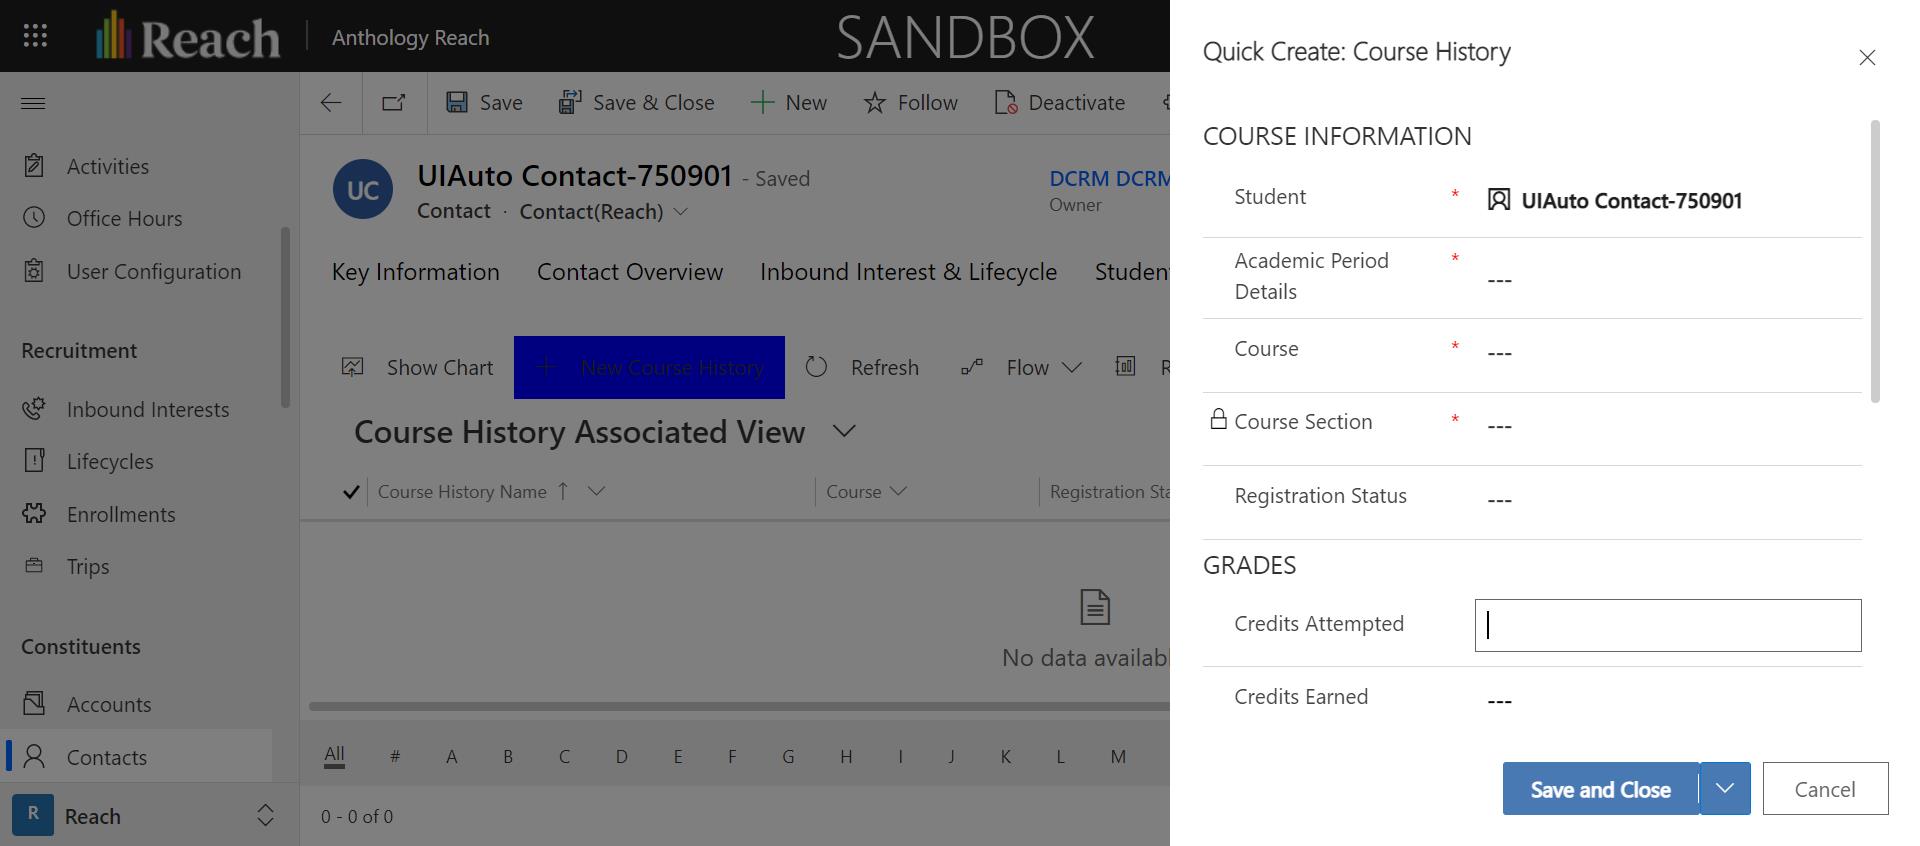 Reach
Anthology Reach
SANDBOX
Quick Create: Course History
Save
Save & Close
New
Follow
Deactivate
Activities
Office Hours
User Configuration
Recruitment
Inbound Interests
Lifecycles
Enrollments
Trips
Constituents
Accounts
Contacts
R
Reach
UC
UIAuto Contact-750901 - Saved
Contact · Contact(Reach)
DCRM DCRM
Owner
Key Information
Contact Overview
Inbound Interest & Lifecycle
Studen
Show Chart
New Course History
Refresh
Flow
R
Course History Associated View
Course History Name
Course
Registration Sta
No data availab
All # A B C D E F G H I J K L M
0 - 0 of 0
COURSE INFORMATION
Student * UIAuto Contact-750901
Academic Period
Details * ---
Course * ---
Course Section * ---
Registration Status ---
GRADES
Credits Attempted
Credits Earned ---
Save and Close
Cancel